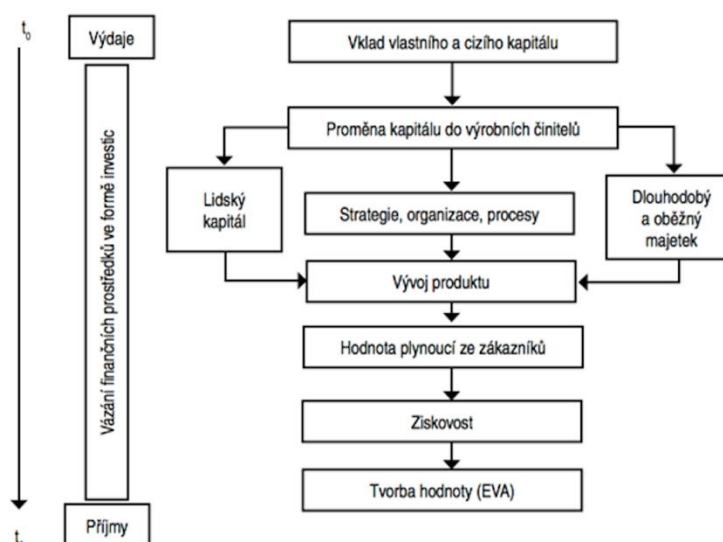 t₀
Výdaje
Vázání finančních prostředků ve formě investic
Příjmy
Vklad vlastního a cizího kapitálu
Proměna kapitálu do výrobních činitelů
Lidský
kapitál
Strategie, organizace, procesy
Dlouhodobý
a oběžný
majetek
Vývoj produktu
Hodnota plynoucí ze zákazníků
Ziskovost
Tvorba hodnoty (EVA)